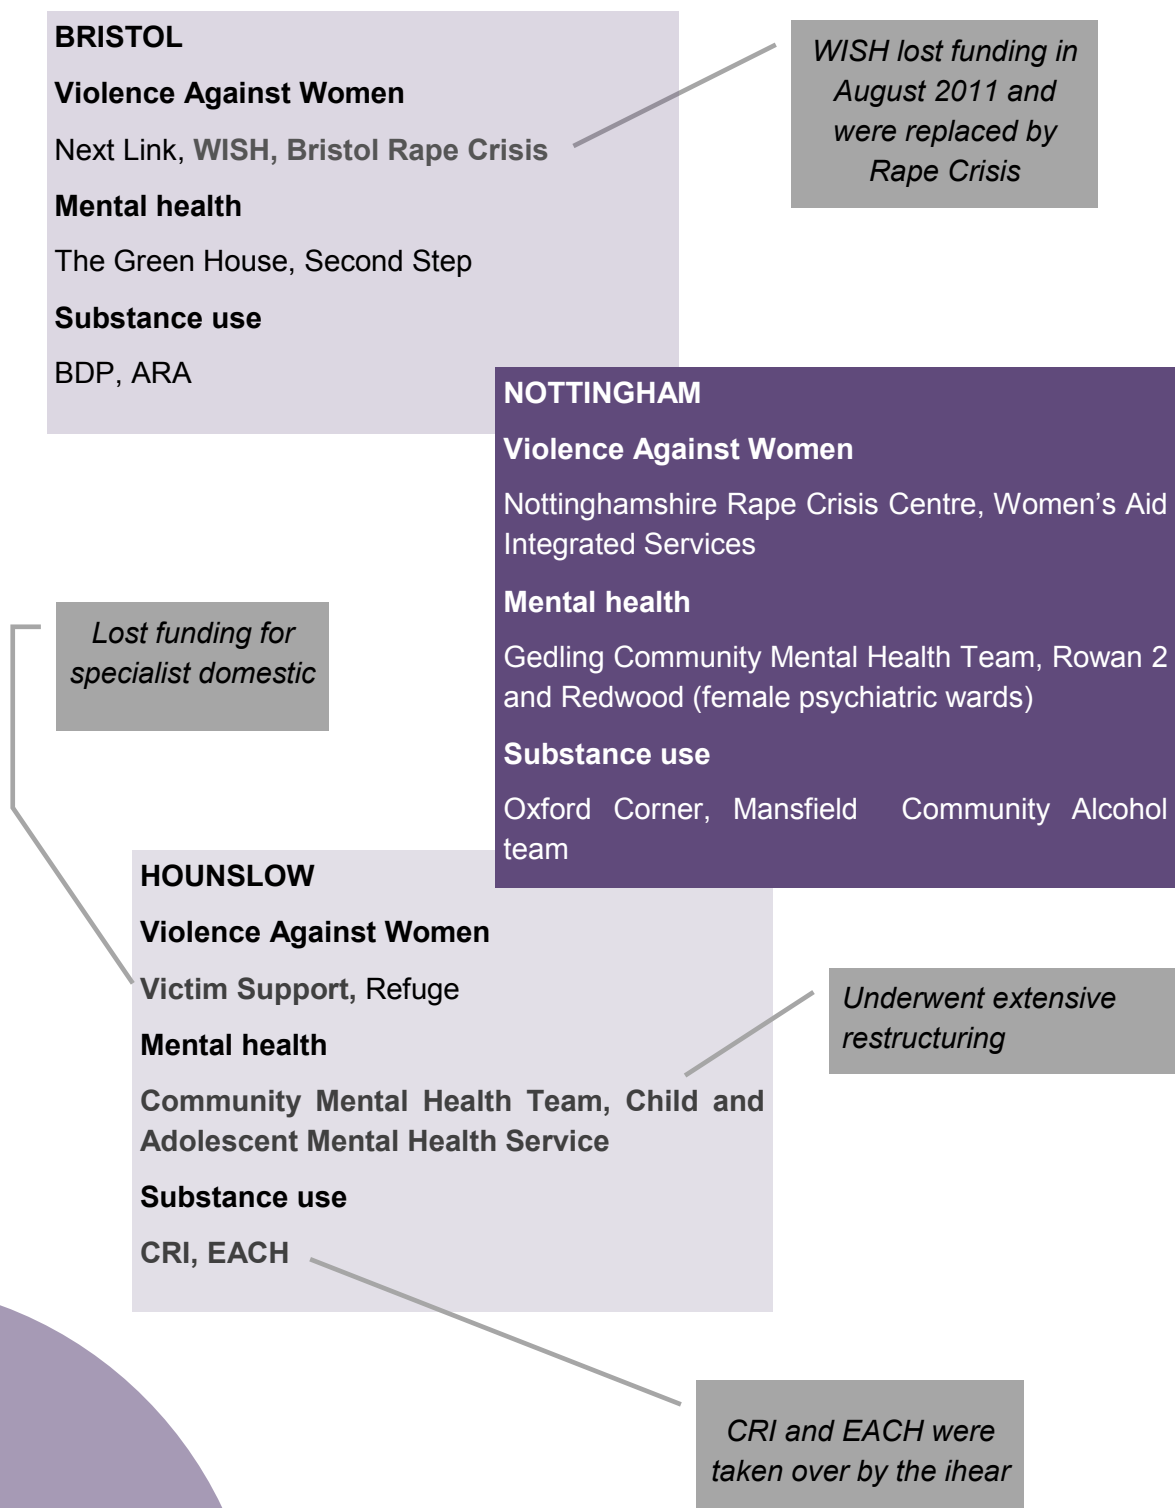 BRISTOL
Violence Against Women
Next Link, WISH, Bristol Rape Crisis
Mental health
The Green House, Second Step
Substance use
BDP, ARA
WISH lost funding in
August 2011 and
were replaced by
Rape Crisis
NOTTINGHAM
Violence Against Women
Nottinghamshire Rape Crisis Centre, Women’s Aid
Integrated Services
Mental health
Gedling Community Mental Health Team, Rowan 2
and Redwood (female psychiatric wards)
Substance use
Oxford Corner, Mansfield Community Alcohol
team
Lost funding for
specialist domestic
HOUNSLOW
Violence Against Women
Victim Support, Refuge
Mental health
Community Mental Health Team, Child and
Adolescent Mental Health Service
Substance use
CRI, EACH
Underwent extensive
restructuring
CRI and EACH were
taken over by the ihear